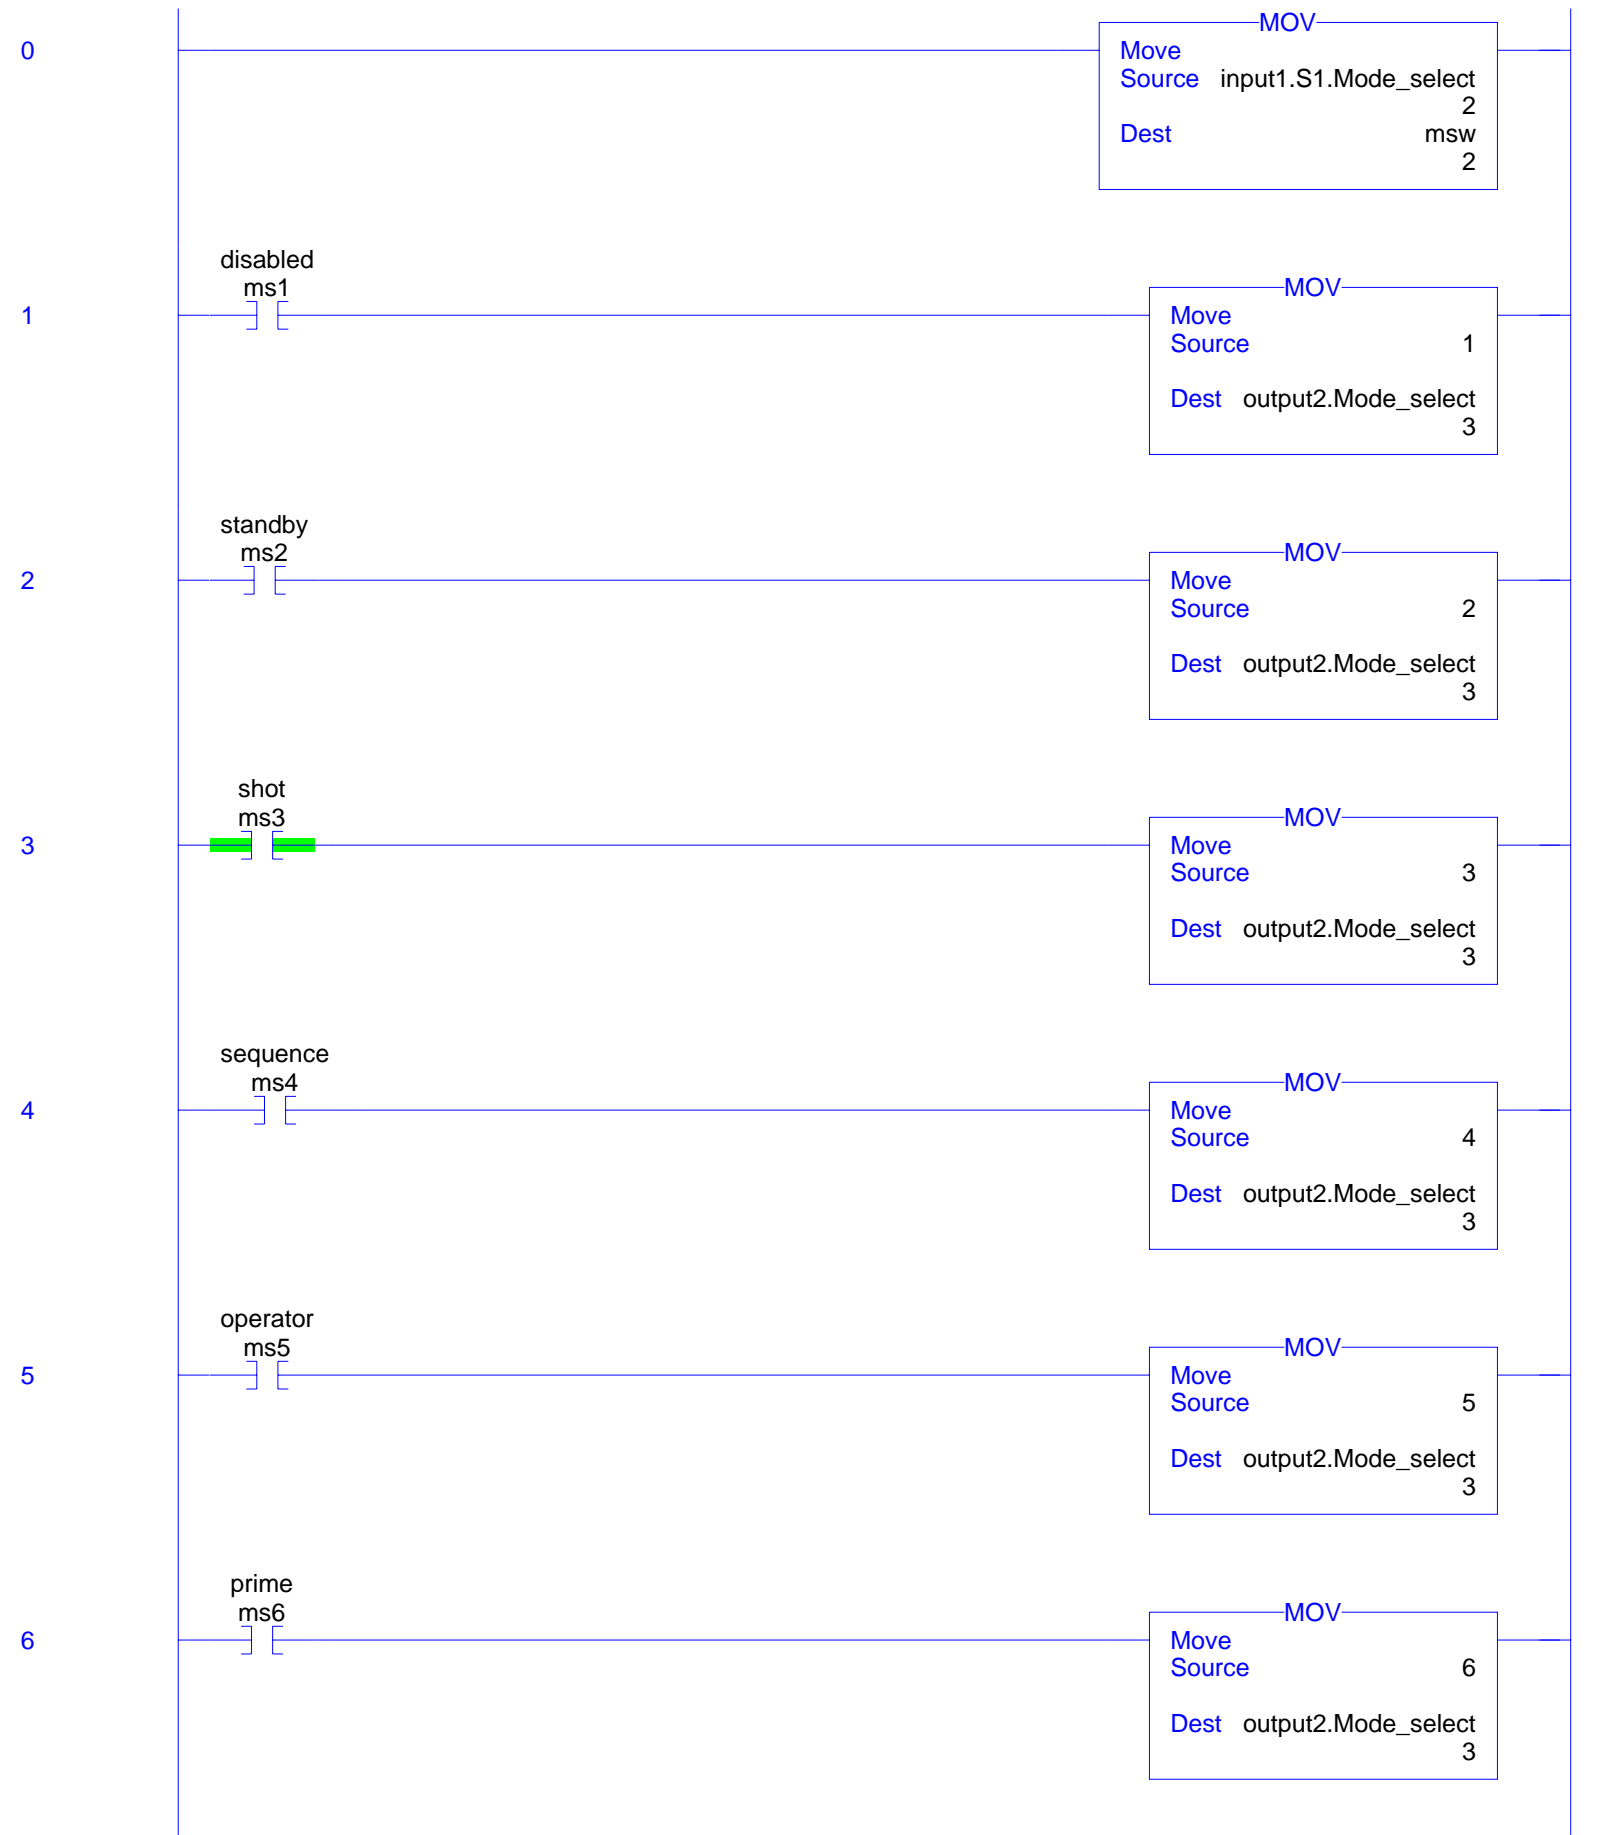 0
MOV
Move
Source input1.S1.Mode_select
2
Dest msw
2
1
disabled
ms1
MOV
Move
Source 1
Dest output2.Mode_select
3
2
standby
ms2
MOV
Move
Source 2
Dest output2.Mode_select
3
3
shot
ms3
MOV
Move
Source 3
Dest output2.Mode_select
3
4
sequence
ms4
MOV
Move
Source 4
Dest output2.Mode_select
3
5
operator
ms5
MOV
Move
Source 5
Dest output2.Mode_select
3
6
prime
ms6
MOV
Move
Source 6
Dest output2.Mode_select
3